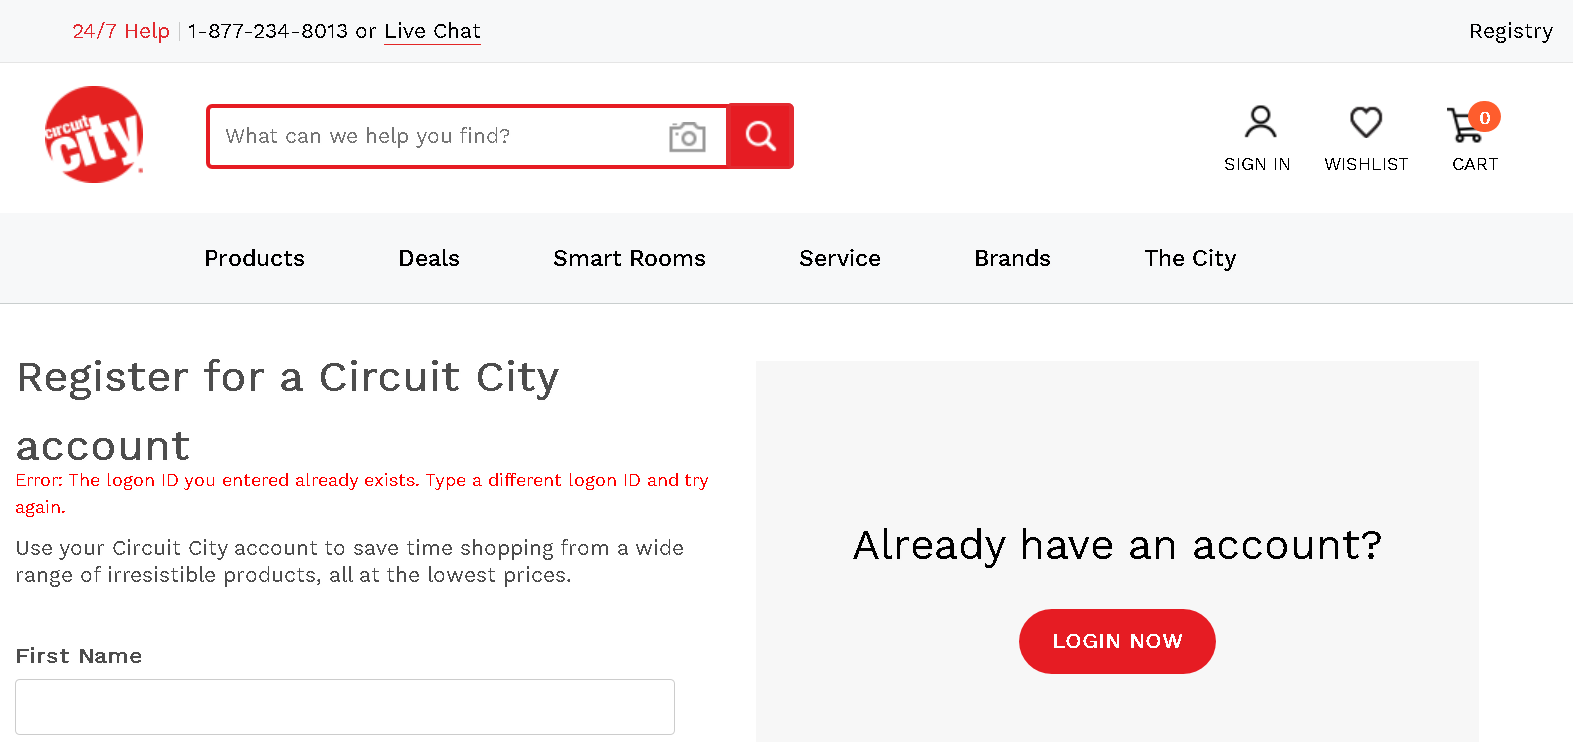 24/7 Help | 1-877-234-8013 or Live Chat
Registry
circuit
city
What can we help you find?
0
SIGN IN
WISHLIST
CART
Products
Deals
Smart Rooms
Service
Brands
The City
Register for a Circuit City
account
Error: The logon ID you entered already exists. Type a different logon ID and try
again.
Use your Circuit City account to save time shopping from a wide
range of irresistible products, all at the lowest prices.
First Name
Already have an account?
LOGIN NOW